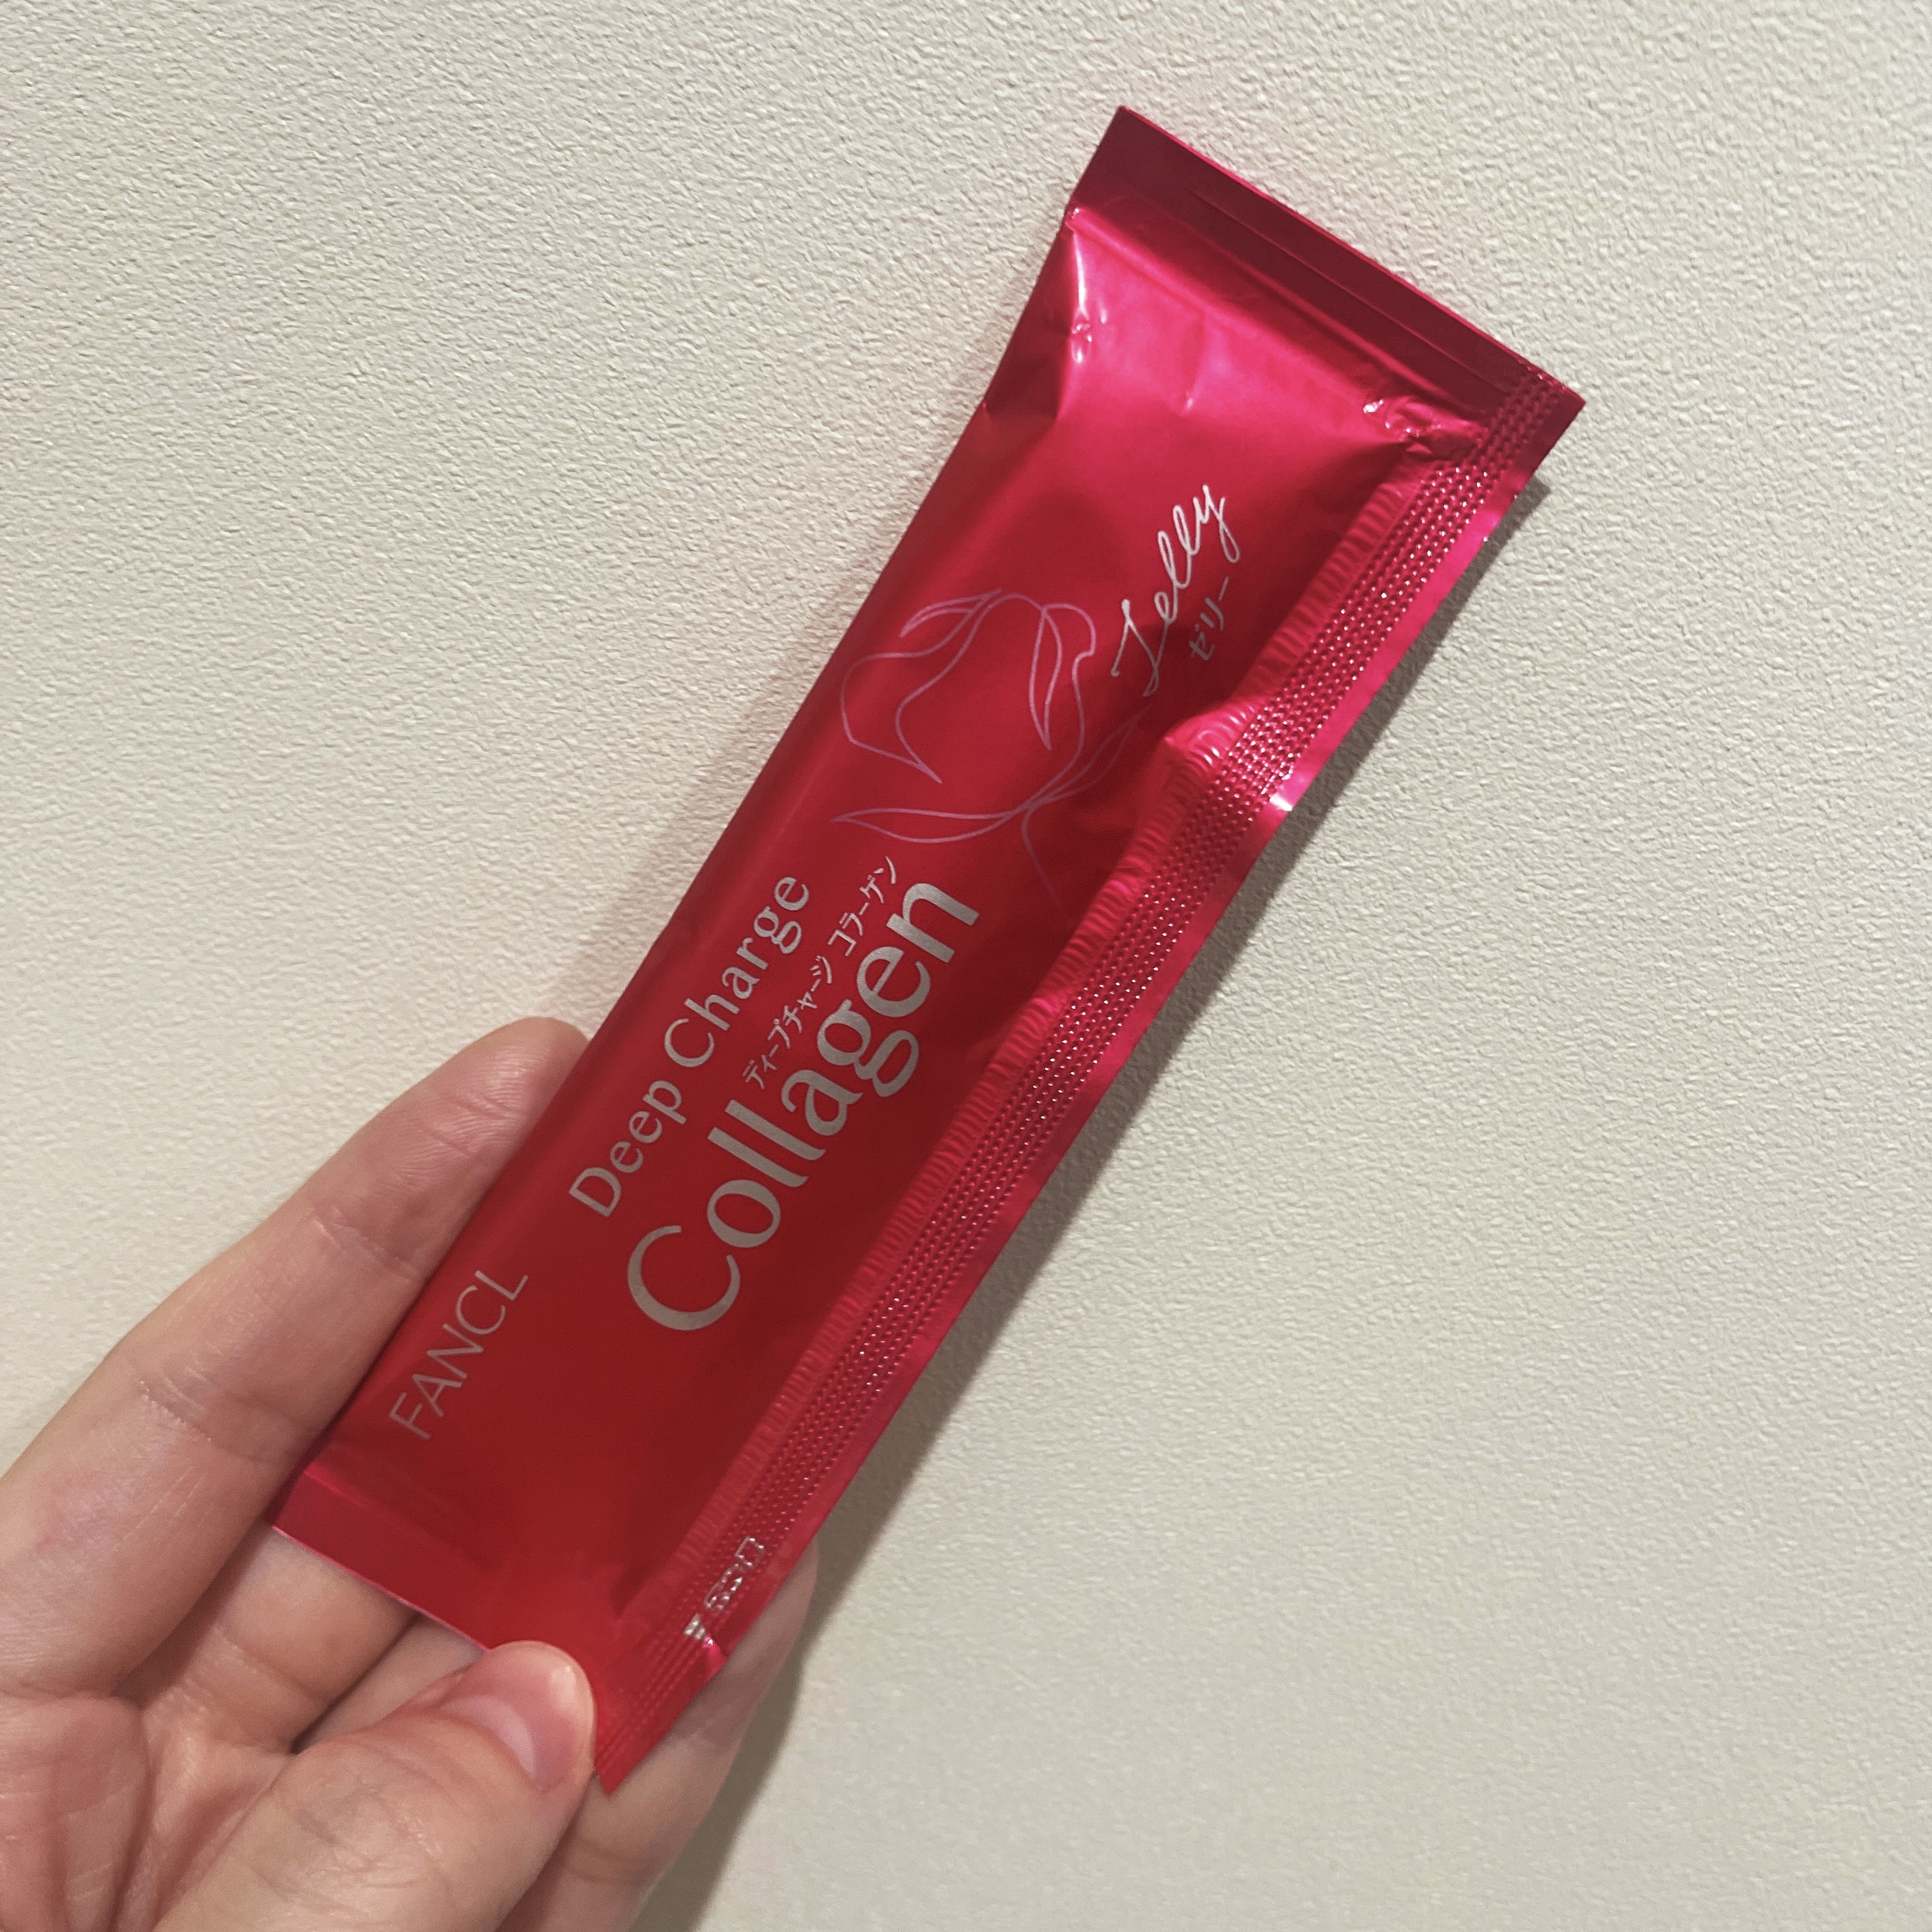 FANCL
Deep Charge
ディープチャージ コラーゲン
Collagen
Jelly
ゼリー